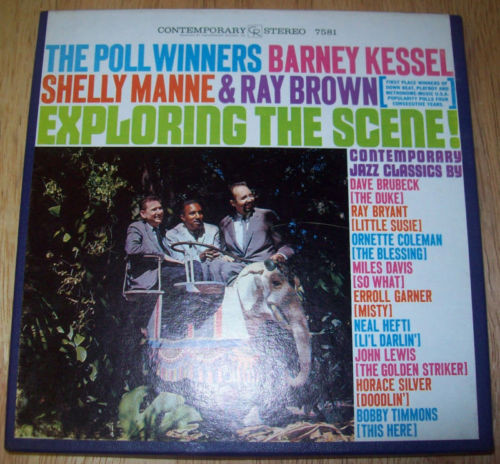 CONTEMPORARY CR STEREO 7581
THE POLL WINNERS BARNEY KESSEL
SHELLY MANNE & RAY BROWN
[FIRST PLACE WINNERS OF
DOWN BEAT, PLAYBOY AND
METRONOME-MUSIC U.S.A.
POPULARITY POLLS FOUR
CONSECUTIVE YEARS]
EXPLORING THE SCENE!
CONTEMPORARY
JAZZ CLASSICS BY
DAVE BRUBECK
[THE DUKE]
RAY BRYANT
[LITTLE SUSIE]
ORNETTE COLEMAN
[THE BLESSING]
MILES DAVIS
[SO WHAT]
ERROLL GARNER
[MISTY]
NEAL HEFTI
[LI'L DARLIN']
JOHN LEWIS
[THE GOLDEN STRIKER]
HORACE SILVER
[DOODLIN']
BOBBY TIMMONS
[THIS HERE]